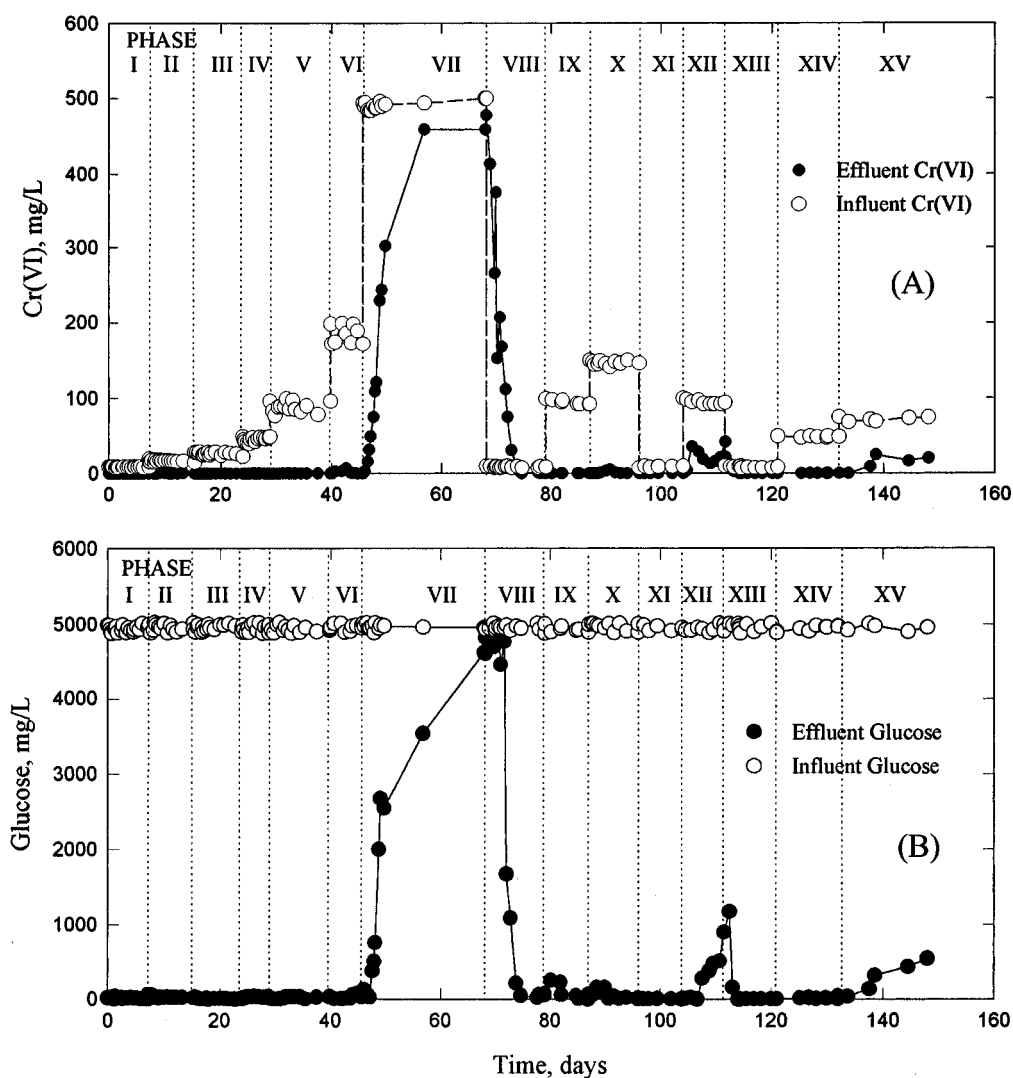 600
500
400
300
200
100
0
Cr(VI), mg/L
PHASE
I II III IV V VI VII VIII IX X XI XII XIII XIV XV
Effluent Cr(VI)
Influent Cr(VI)
(A)
0 20 40 60 80 100 120 140 160
6000
5000
4000
3000
2000
1000
0
Glucose, mg/L
PHASE
I II III IV V VI VII VIII IX X XI XII XIII XIV XV
Effluent Glucose
Influent Glucose
(B)
0 20 40 60 80 100 120 140 160
Time, days